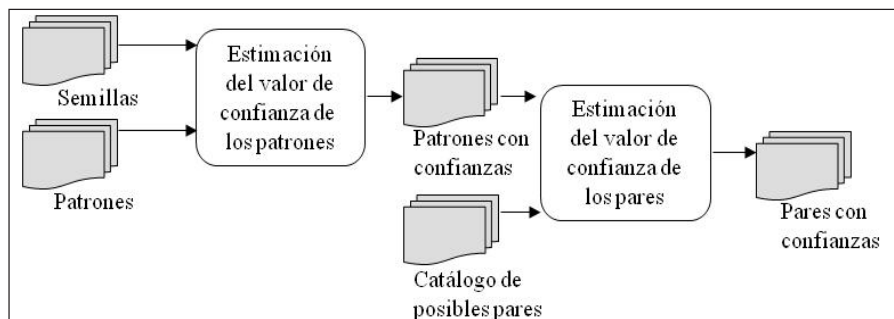 Semillas
Patrones
Estimación
del valor de
confianza de
los patrones
Patrones con
confianzas
Catálogo de
posibles pares
Estimación
del valor de
confianza de
los pares
Pares con
confianzas